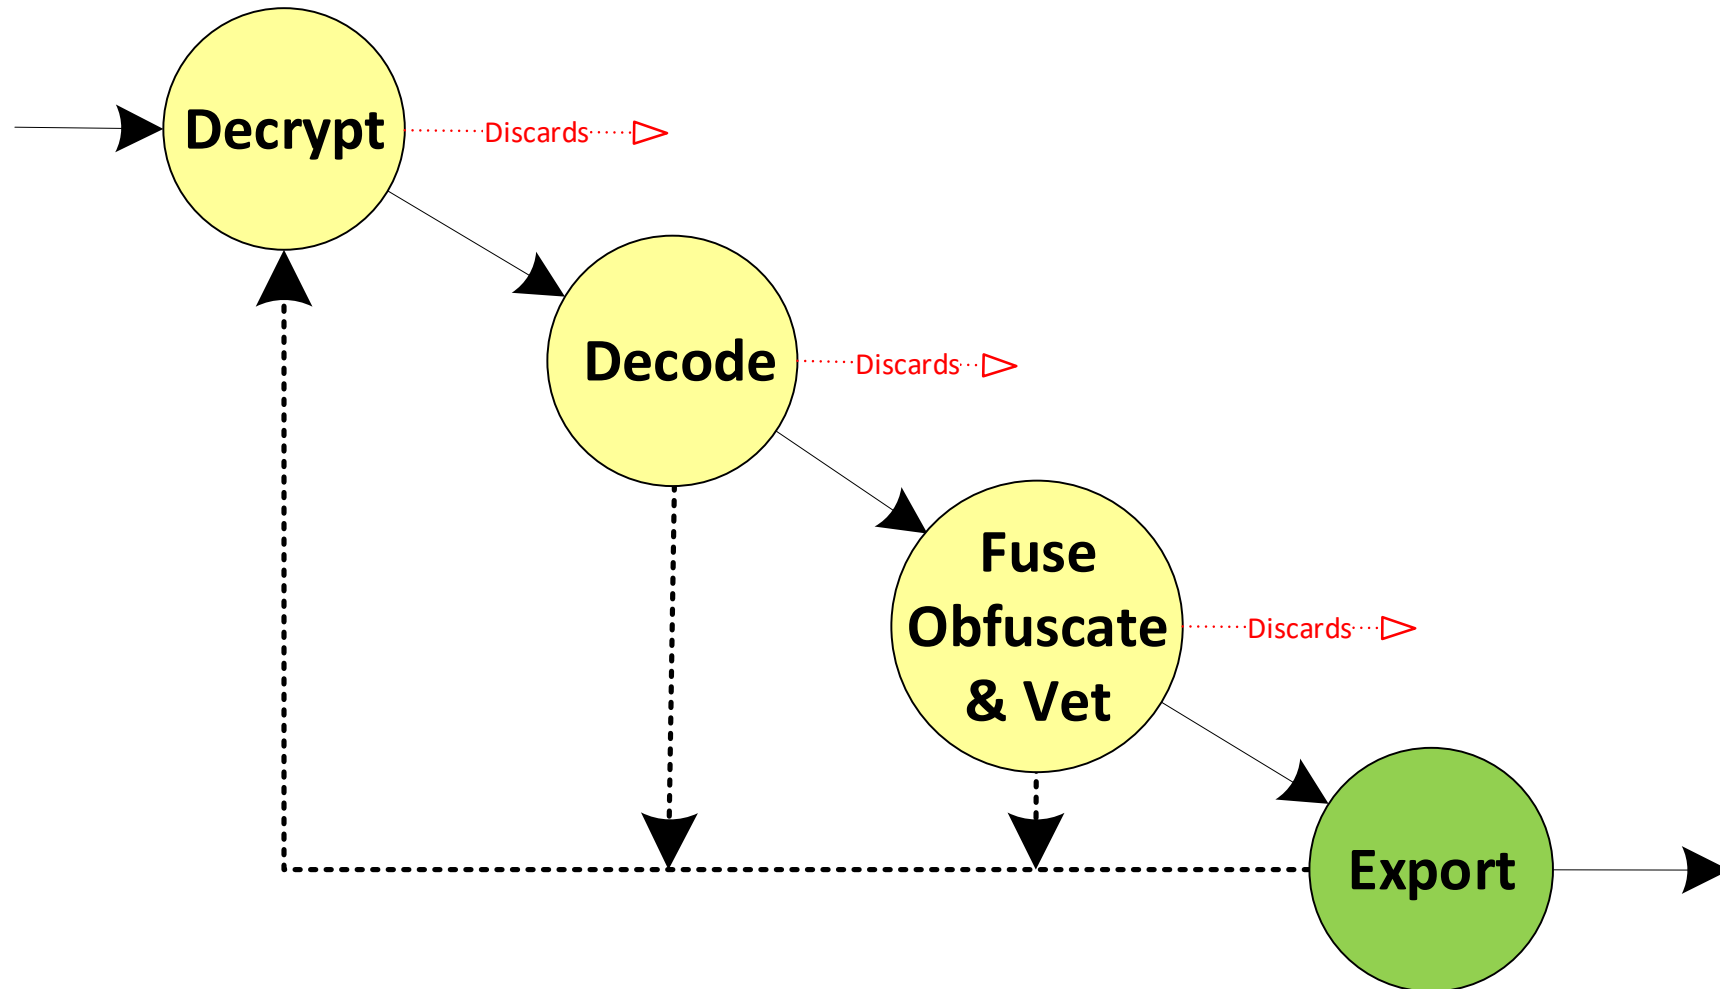 Decrypt
Discards
Decode
Discards
Fuse
Obfuscate
& Vet
Discards
Export